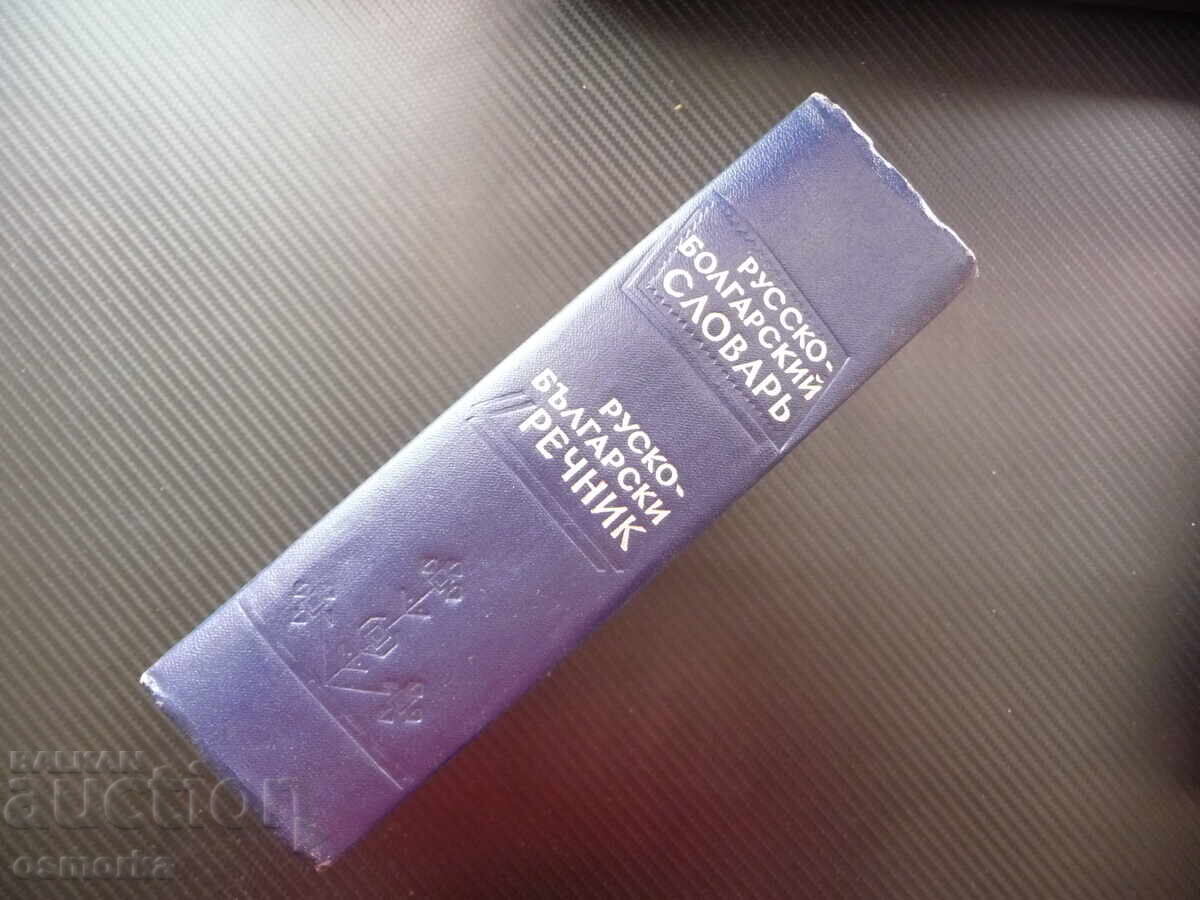 РУССКО-
БОЛГАРСКИЙ
СЛОВАРЬ
РУСКО-
БЪЛГАРСКИ
РЕЧНИК
BALKAN
auction
osmorka